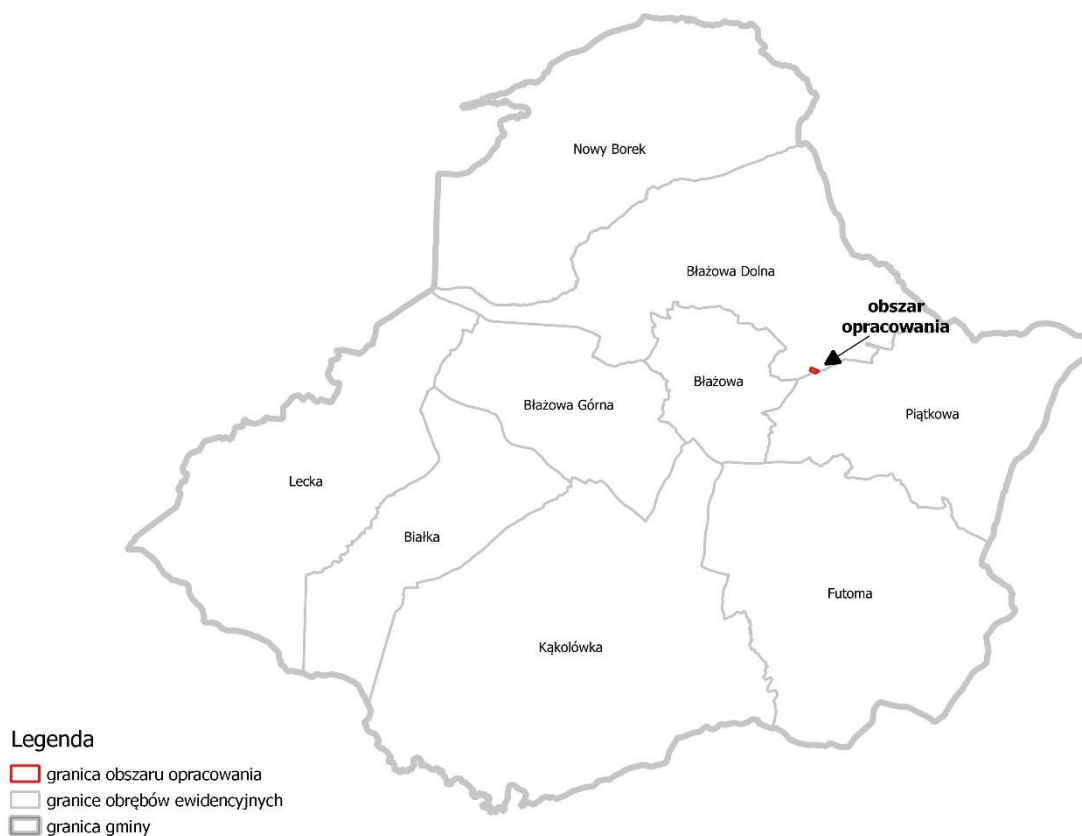 Nowy Borek
Błażowa Dolna
obszar
opracowania
Błażowa
Błażowa Górna
Piątkowa
Lecka
Białka
Futoma
Kąkolówka
Legenda
granica obszaru opracowania
granice obrębów ewidencyjnych
granica gminy